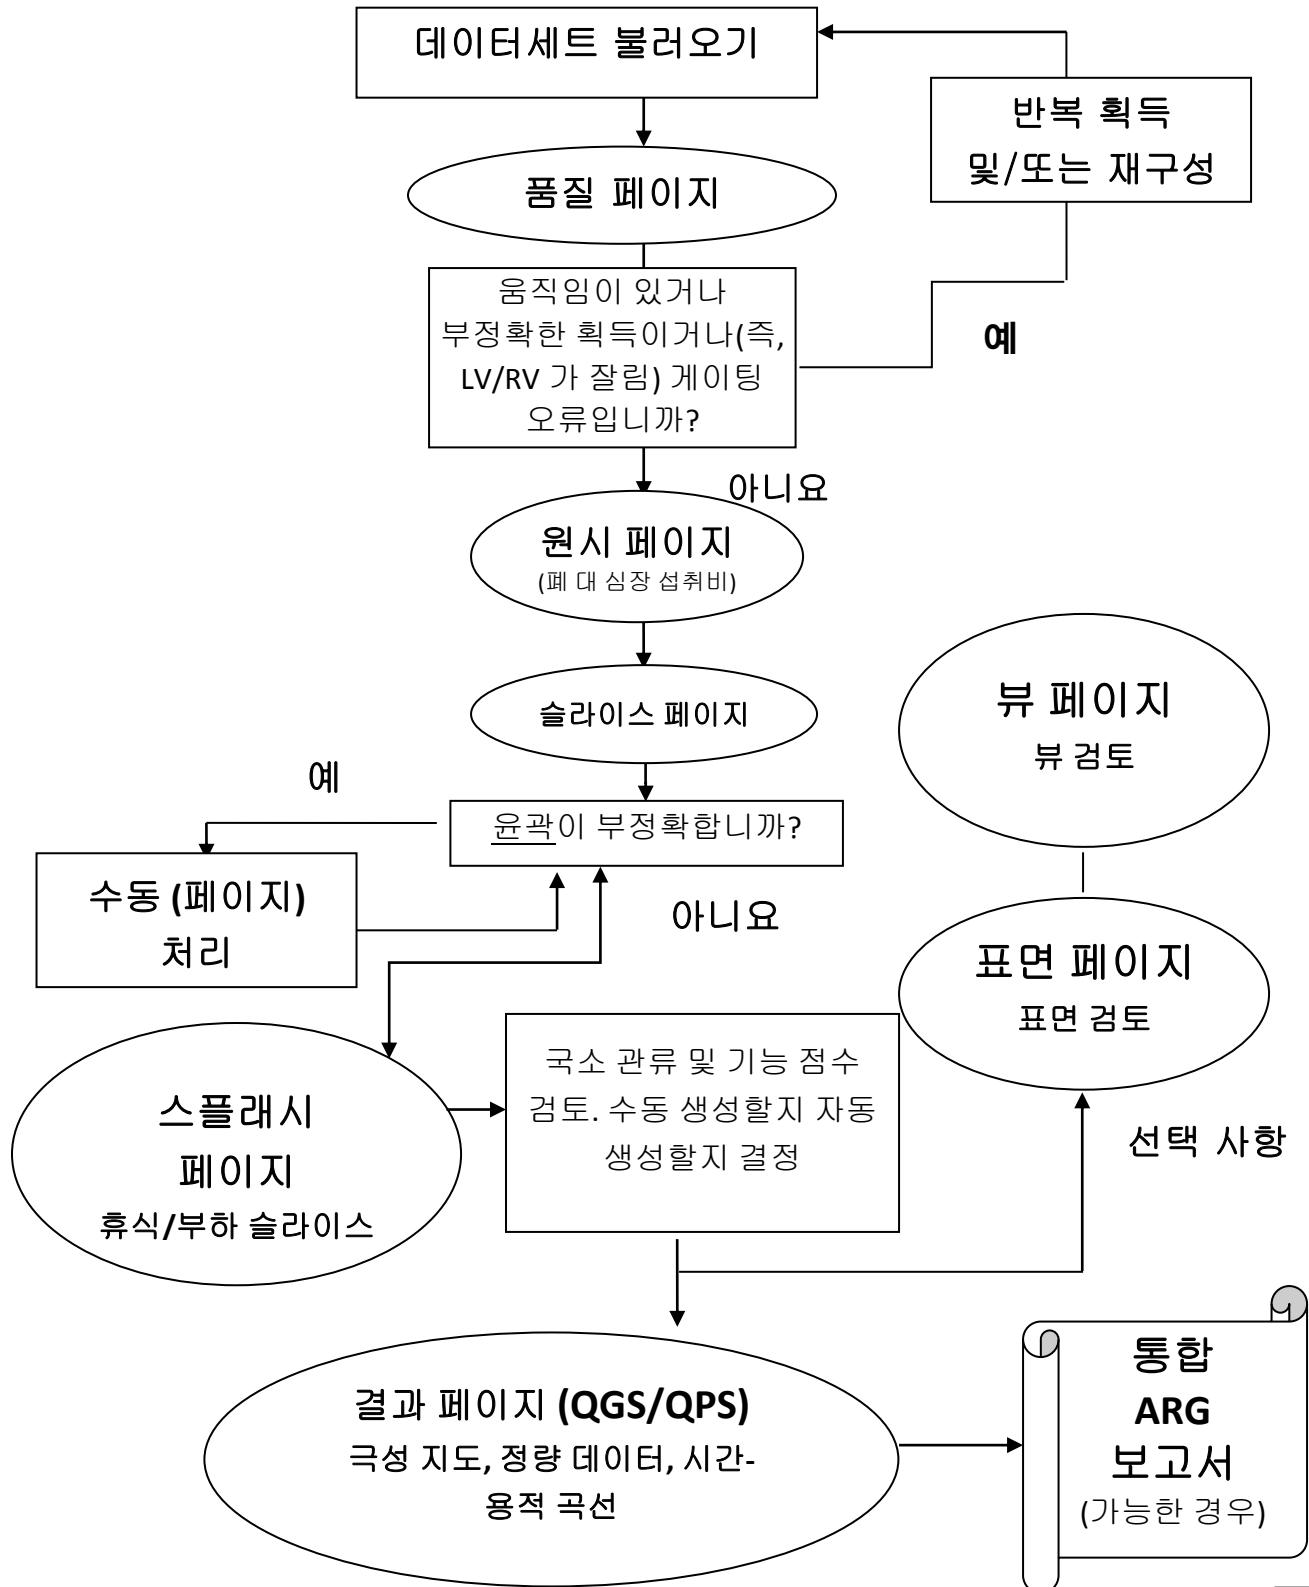 데이터세트 불러오기
반복 획득
및/또는 재구성
품질 페이지
움직임이 있거나
부정확한 획득이거나(즉,
LV/RV 가 잘림) 게이팅
오류입니까?
예
아니요
원시 페이지
(폐 대 심장 섭취비)
슬라이스 페이지
뷰 페이지
뷰 검토
예
윤곽이 부정확합니까?
수동 (페이지)
처리
아니요
표면 페이지
표면 검토
스플래시
페이지
휴식/부하 슬라이스
국소 관류 및 기능 점수
검토. 수동 생성할지 자동
생성할지 결정
선택 사항
결과 페이지 (QGS/QPS)
극성 지도, 정량 데이터, 시간-
용적 곡선
통합
ARG
보고서
(가능한 경우)